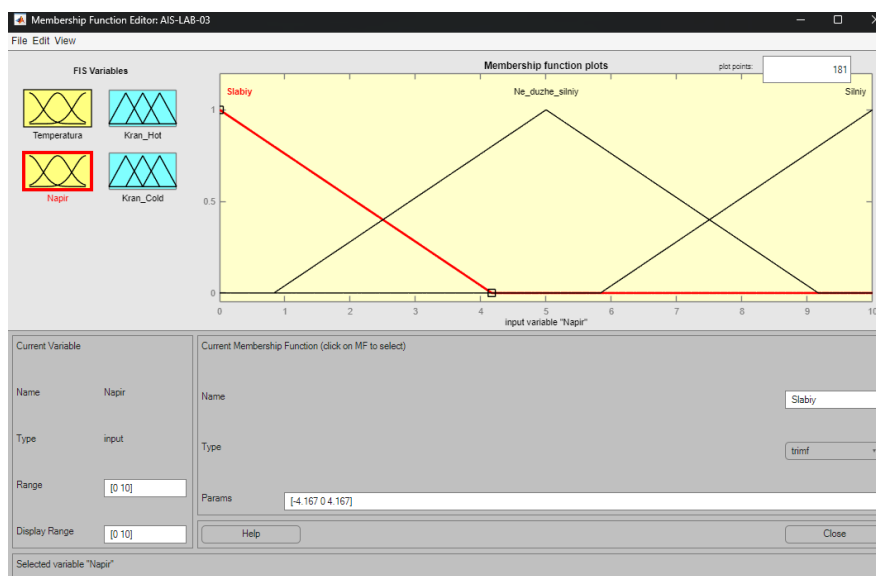 Membership Function Editor: AIS-LAB-03
File Edit View
FIS Variables
Temperatura
Kran_Hot
Napir
Kran_Cold
Membership function plots
plot points:
181
Slabiy
Ne_duzhe_silniy
Silniy
1
0.5
0
0 1 2 3 4 5 6 7 8 9 10
input variable "Napir"
Current Variable
Name Napir
Type input
Range [0 10]
Display Range [0 10]
Current Membership Function (click on MF to select)
Name Slabiy
Type trimf
Params [-4.167 0 4.167]
Help
Close
Selected variable "Napir"